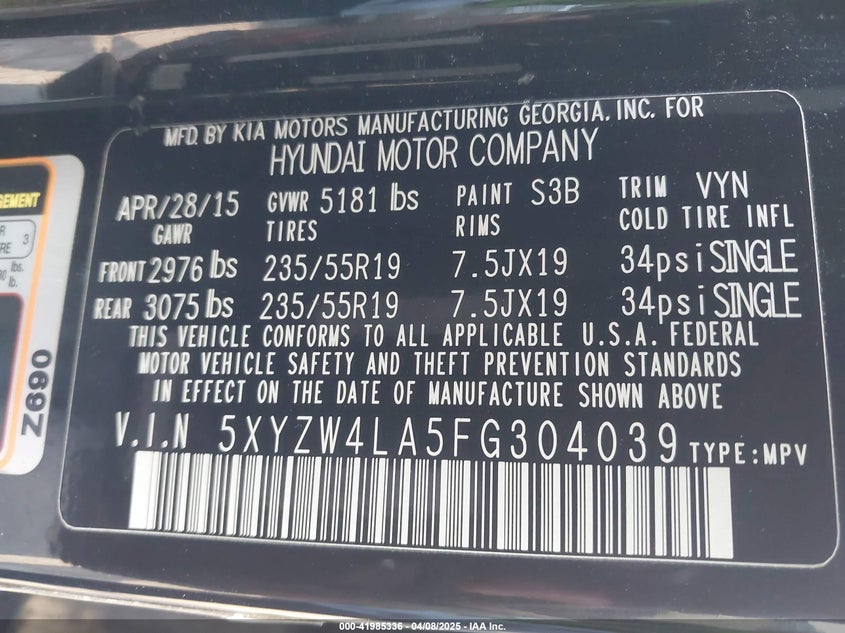 MFD. BY KIA MOTORS MANUFACTURING GEORGIA, INC. FOR
HYUNDAI MOTOR COMPANY
APR/28/15 GVWR 5181 lbs PAINT S3B TRIM VYN
GAWR TIRES RIMS COLD TIRE INFL
FRONT 2976 lbs 235/55R19 7.5JX19 34psi SINGLE
REAR 3075 lbs 235/55R19 7.5JX19 34psi SINGLE
THIS VEHICLE CONFORMS TO ALL APPLICABLE U.S.A. FEDERAL
MOTOR VEHICLE SAFETY AND THEFT PREVENTION STANDARDS
IN EFFECT ON THE DATE OF MANUFACTURE SHOWN ABOVE
V.I.N 5XYZW4LA5FG304039 TYPE:MPV
3
lbs.
Z690
000-41985336 - 04/08/2025 - IAA Inc.